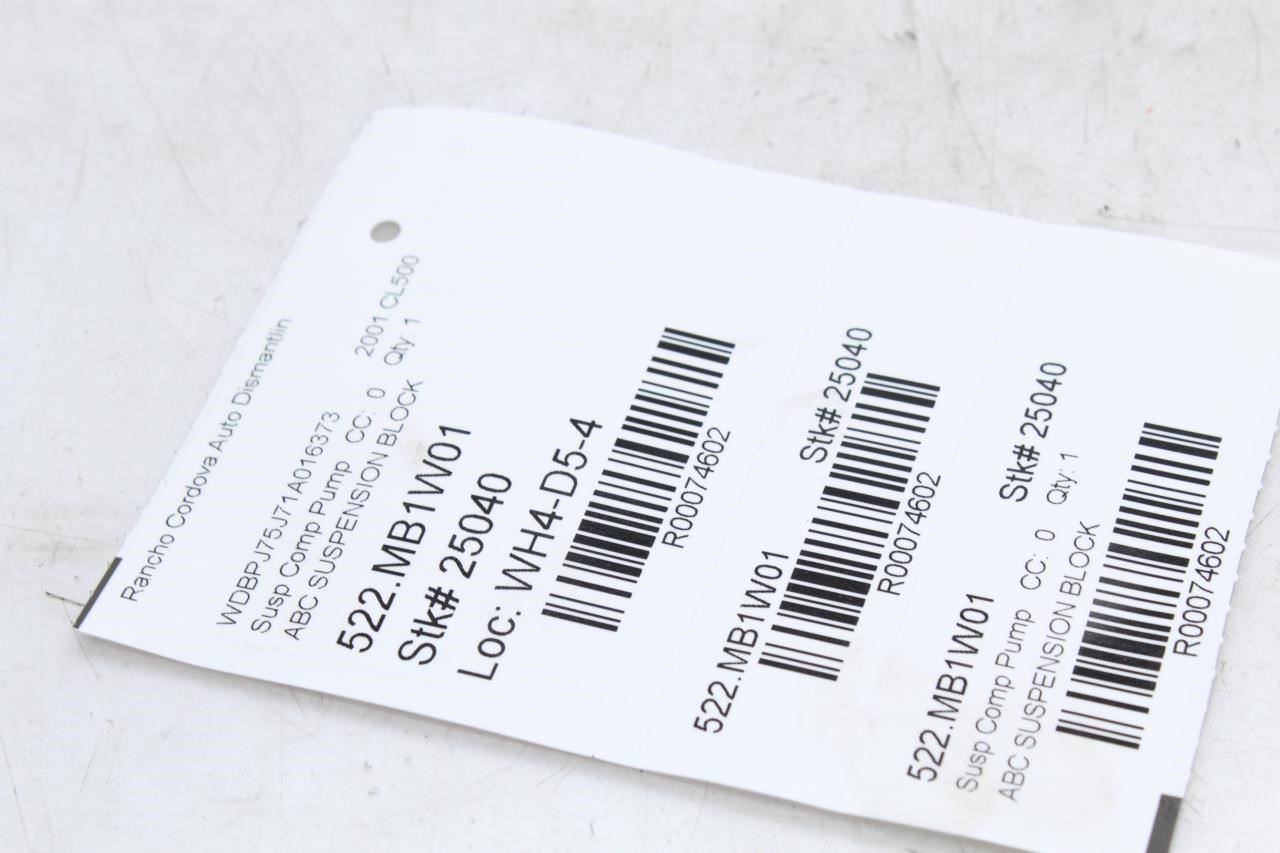 Rancho Cordova Auto Dismantlin
WDBPJ75J71A016373 2001 CL500
Susp Comp Pump CC: 0 Qty: 1
ABC SUSPENSION BLOCK
522.MB1W01
Stk# 25040
Loc: WH4-D5-4
R00074602
522.MB1W01 Stk# 25040
R00074602
522.MB1W01 Stk# 25040
Susp Comp Pump CC: 0 Qty: 1
ABC SUSPENSION BLOCK
R00074602